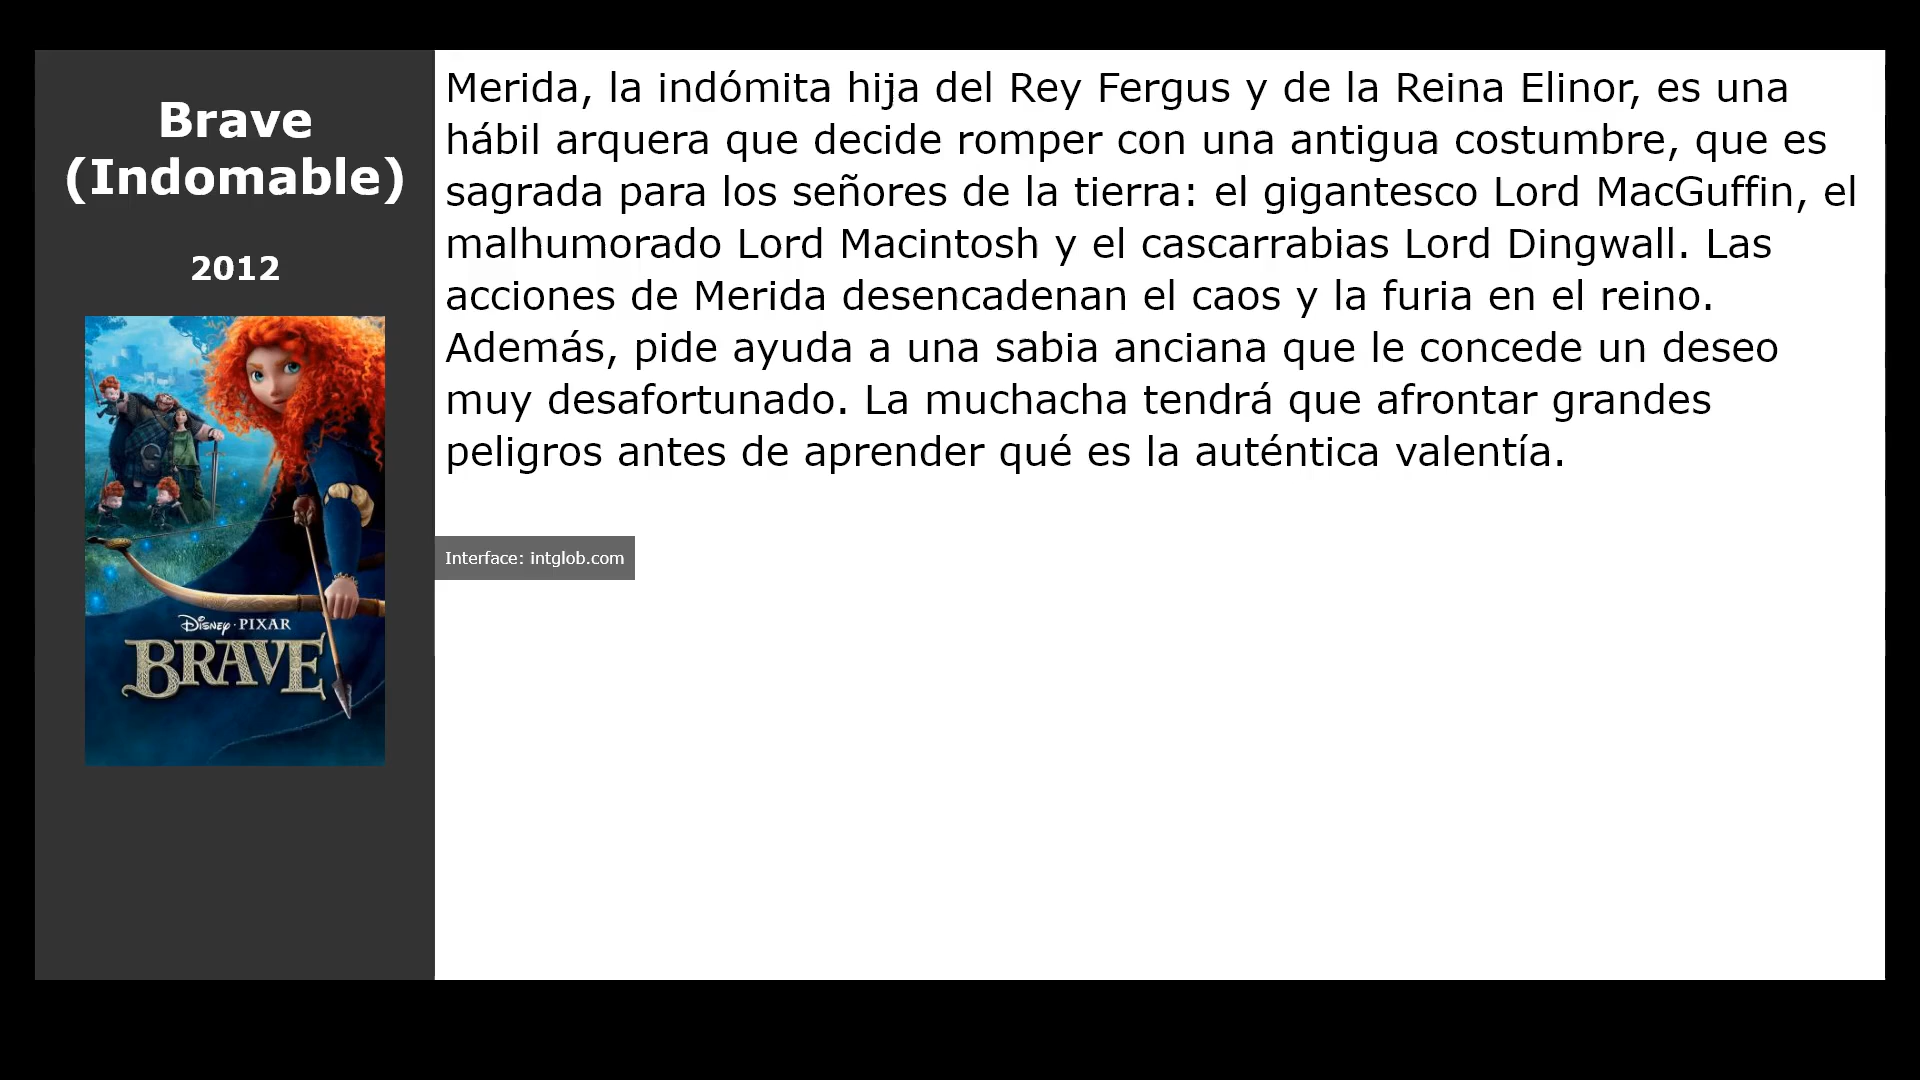 Brave
(Indomable)
2012
Disney·PIXAR
BRAVE
Merida, la indómita hija del Rey Fergus y de la Reina Elinor, es una
hábil arquera que decide romper con una antigua costumbre, que es
sagrada para los señores de la tierra: el gigantesco Lord MacGuffin, el
malhumorado Lord Macintosh y el cascarrabias Lord Dingwall. Las
acciones de Merida desencadenan el caos y la furia en el reino.
Además, pide ayuda a una sabia anciana que le concede un deseo
muy desafortunado. La muchacha tendrá que afrontar grandes
peligros antes de aprender qué es la auténtica valentía.
Interface: intglob.com